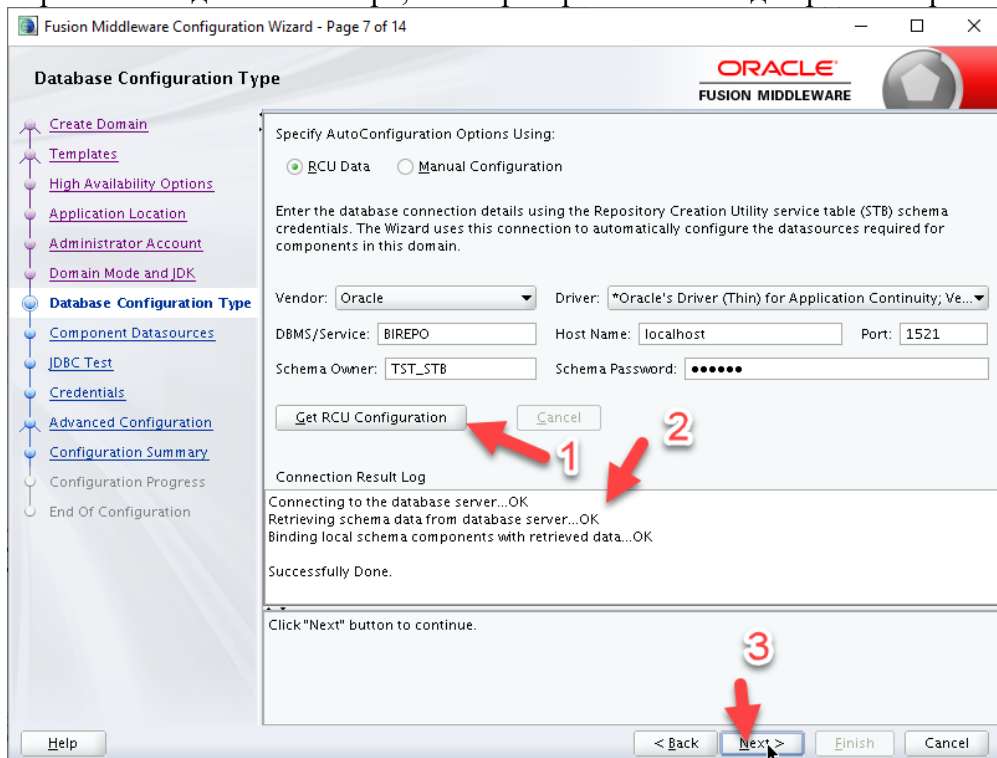 Fusion Middleware Configuration Wizard - Page 7 of 14
Database Configuration Type
ORACLE
FUSION MIDDLEWARE
Create Domain
Templates
High Availability Options
Application Location
Administrator Account
Domain Mode and JDK
Database Configuration Type
Component Datasources
JDBC Test
Credentials
Advanced Configuration
Configuration Summary
Configuration Progress
End Of Configuration
Specify AutoConfiguration Options Using:
RCU Data Manual Configuration
Enter the database connection details using the Repository Creation Utility service table (STB) schema
credentials. The Wizard uses this connection to automatically configure the datasources required for
components in this domain.
Vendor: Oracle Driver: *Oracle's Driver (Thin) for Application Continuity; Ve...
DBMS/Service: BIREPO Host Name: localhost Port: 1521
Schema Owner: TST_STB Schema Password: ●●●●●●
Get RCU Configuration Cancel
1
2
Connection Result Log
Connecting to the database server...OK
Retrieving schema data from database server...OK
Binding local schema components with retrieved data...OK
Successfully Done.
Click "Next" button to continue.
3
Help < Back Next > Finish Cancel